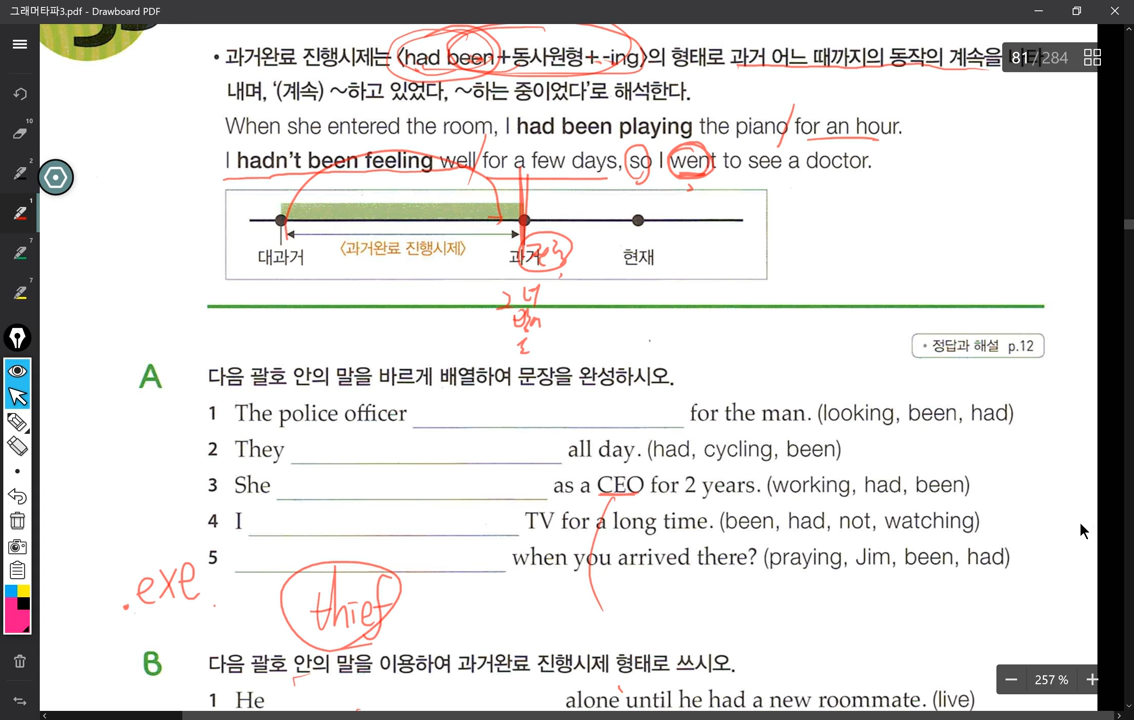 그래머타파3.pdf - Drawboard PDF
81 / 284
• 과거완료 진행시제는 〈had been+동사원형+-ing〉의 형태로 과거 어느 때까지의 동작의 계속을
내며, ‘(계속) ~하고 있었다, ~하는 중이었다’로 해석한다.
When she entered the room, I had been playing the piano for an hour.
I hadn't been feeling well for a few days, so I went to see a doctor.
〈과거완료 진행시제〉
대과거 과거 현재
• 정답과 해설 p.12
A 다음 괄호 안의 말을 바르게 배열하여 문장을 완성하시오.
1 The police officer for the man. (looking, been, had)
2 They all day. (had, cycling, been)
3 She as a CEO for 2 years. (working, had, been)
4 I TV for a long time. (been, had, not, watching)
5 when you arrived there? (praying, Jim, been, had)
.exe
thief
B 다음 괄호 안의 말을 이용하여 과거완료 진행시제 형태로 쓰시오.
257 %
1 He alone until he had a new roommate. (live)